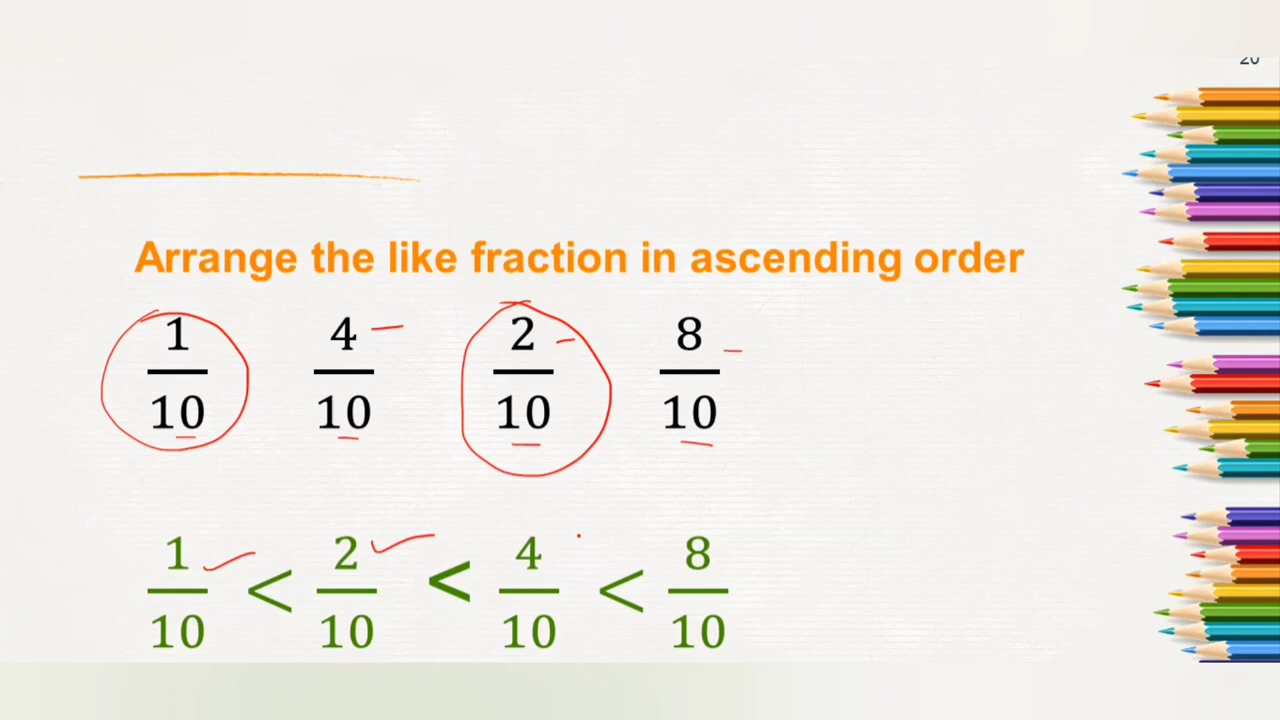 20
Arrange the like fraction in ascending order
1/10 4/10 2/10 8/10
1/10 < 2/10 < 4/10 < 8/10